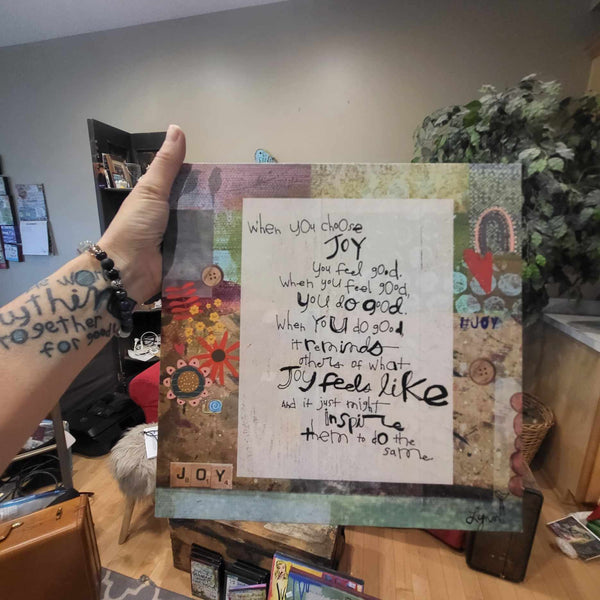 When you choose
JOY
You feel good.
When you feel good,
you do good.
When you do good
it reminds
others of what
JOY feels like
And it just might
inspire
them to do the
same.
#JOY
JOY
together
for good